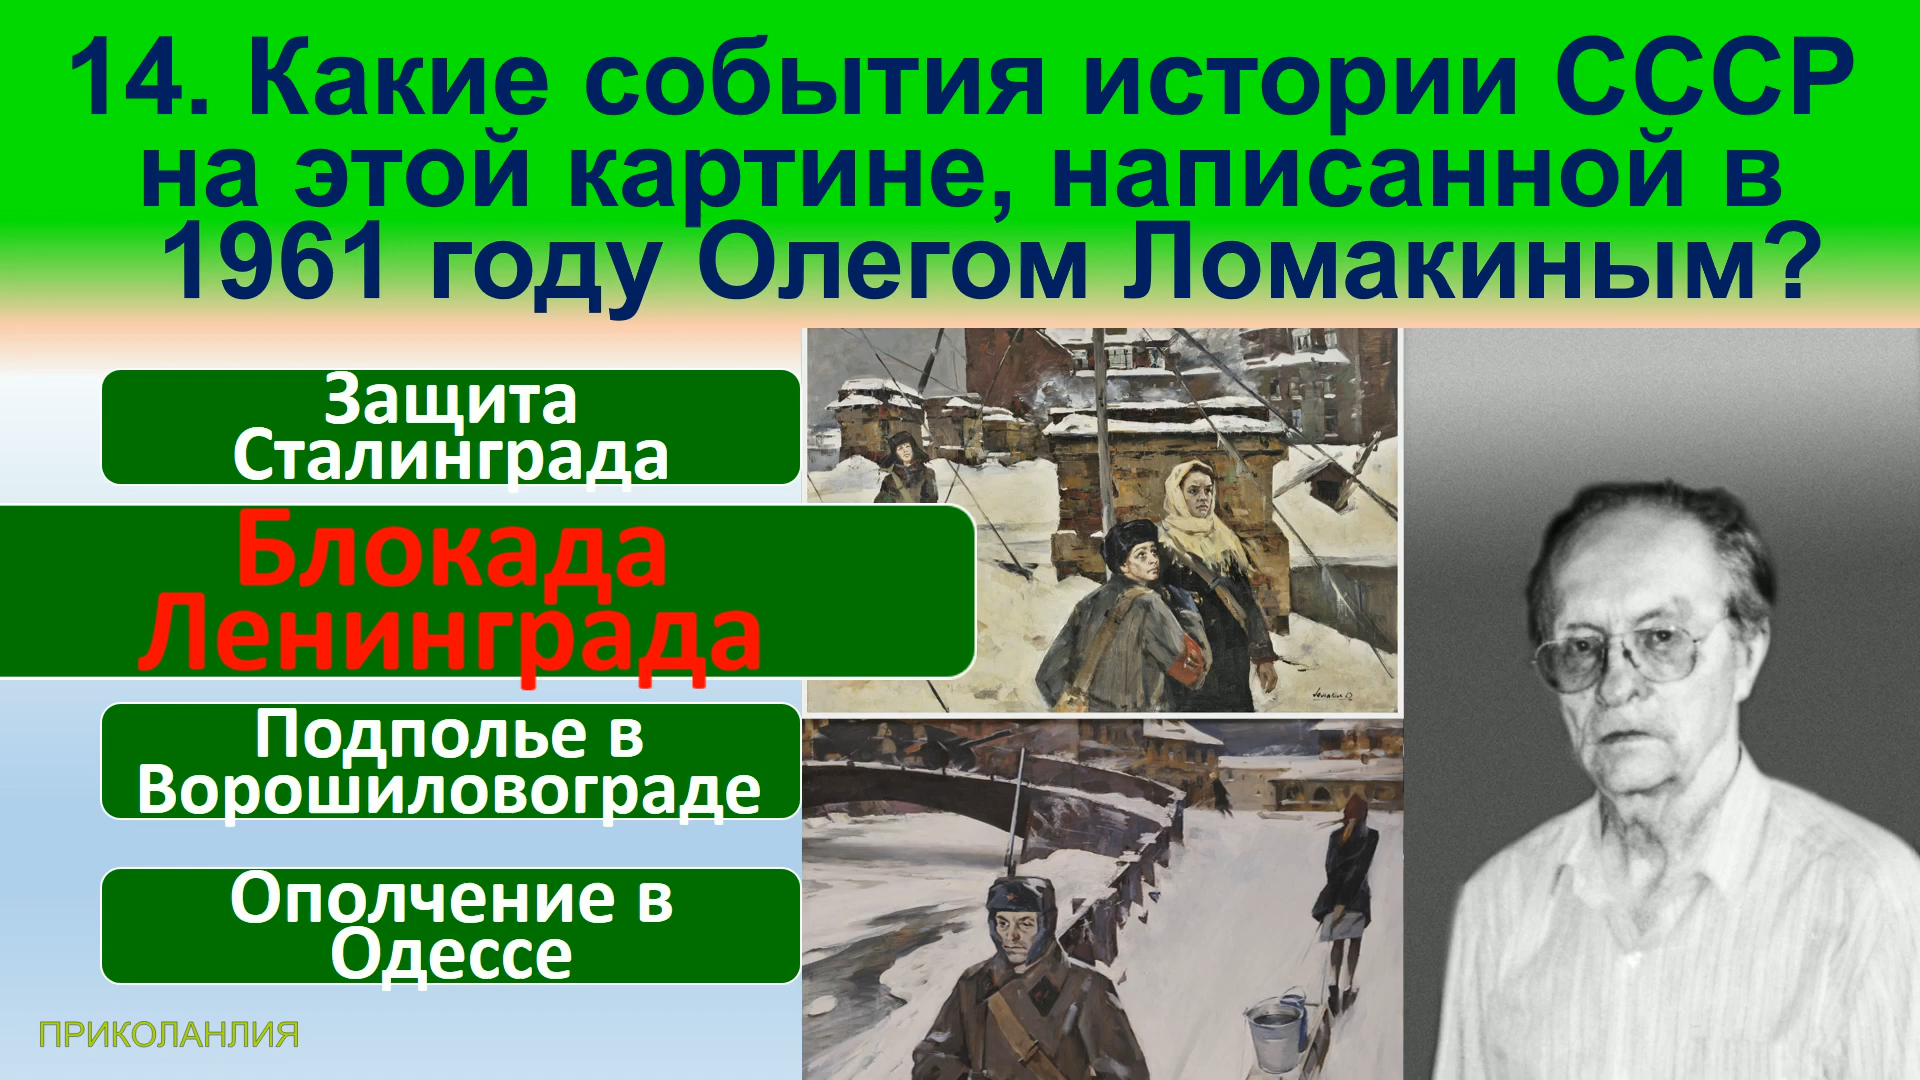 14. Какие события истории СССР
на этой картине, написанной в
1961 году Олегом Ломакиным?
Защита
Сталинграда
Блокада
Ленинграда
Подполье в
Ворошиловограде
Ополчение в
Одессе
ПРИКОЛАНЛИЯ